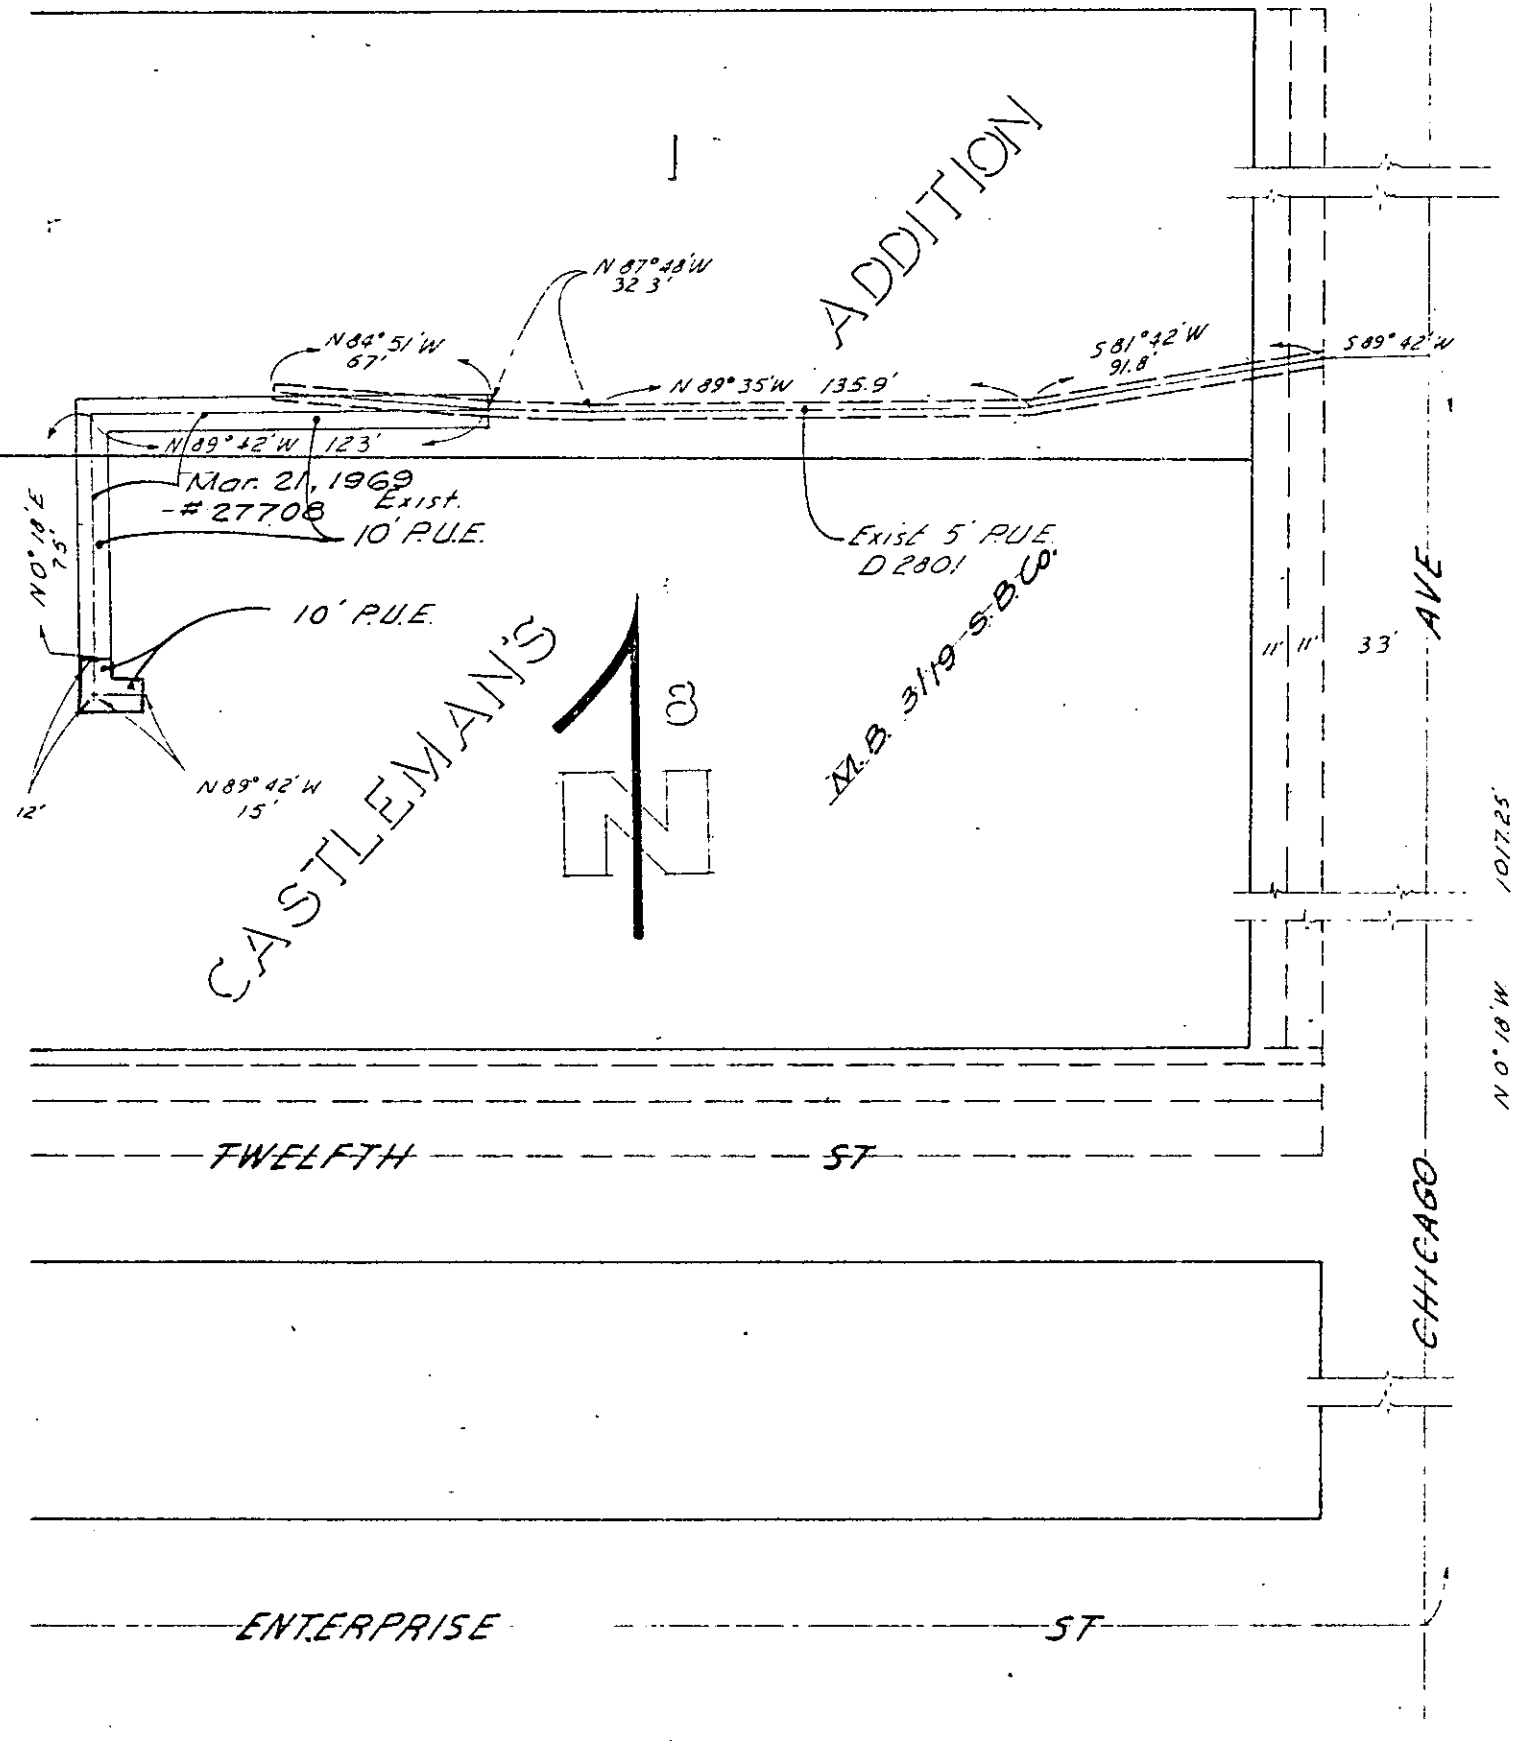 1
ADDITION
N 87°48'W
32.3'
N 84°51'W
67'
S 81°42'W
91.8'
S 89°42'W
N 89°35'W 135.9'
N 89°42'W 123'
Mar. 21, 1969
-# 27708
Exist.
10' P.U.E.
Exist 5' P.U.E.
D 2801
N 0°18'E
75'
10' P.U.E.
CASTLEMAN'S
8
N
M.B. 3/19 S.B.CO.
11' 11' 33'
AVE
N 89°42'W
15'
12'
1017.25'
N 0°18'W
TWELFTH ST
CHICAGO
ENTERPRISE ST